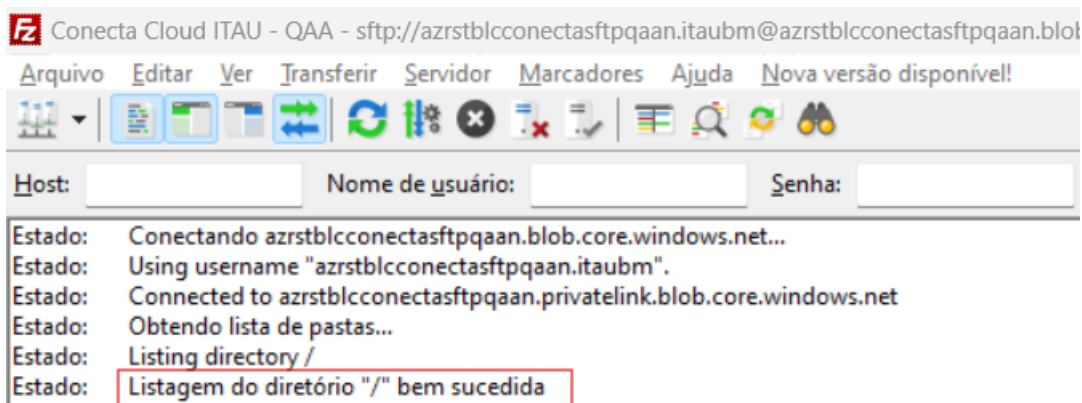 Conecta Cloud ITAU - QAA - sftp://azrstblcconectasftpqaan.itaubm@azrstblcconectasftpqaan.blob
Arquivo Editar Ver Transferir Servidor Marcadores Ajuda Nova versão disponível!
Host: Nome de usuário: Senha:
Estado: Conectando azrstblcconectasftpqaan.blob.core.windows.net...
Estado: Using username "azrstblcconectasftpqaan.itaubm".
Estado: Connected to azrstblcconectasftpqaan.privatelink.blob.core.windows.net
Estado: Obtendo lista de pastas...
Estado: Listing directory /
Estado: Listagem do diretório "/" bem sucedida